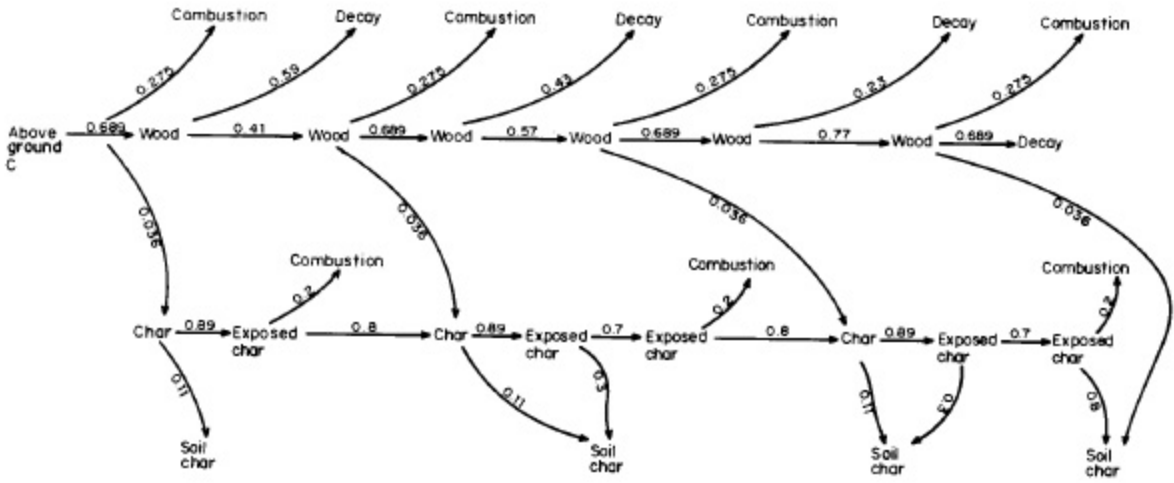 Combustion
Decay
Combustion
Decay
Combustion
Decay
Combustion
0.275
0.59
0.275
0.43
0.275
0.23
0.275
Above
ground
C
0.689
Wood
0.41
Wood
0.689
Wood
0.57
Wood
0.689
Wood
0.77
Wood
0.689
Decay
0.036
0.036
0.036
0.036
Combustion
Combustion
Combustion
0.2
0.2
0.2
Char
0.89
Exposed
char
0.8
Char
0.89
Exposed
char
0.7
Exposed
char
0.8
Char
0.89
Exposed
char
0.7
Exposed
char
0.11
0.11
0.3
0.11
0.3
0.8
Soil
char
Soil
char
Soil
char
Soil
char